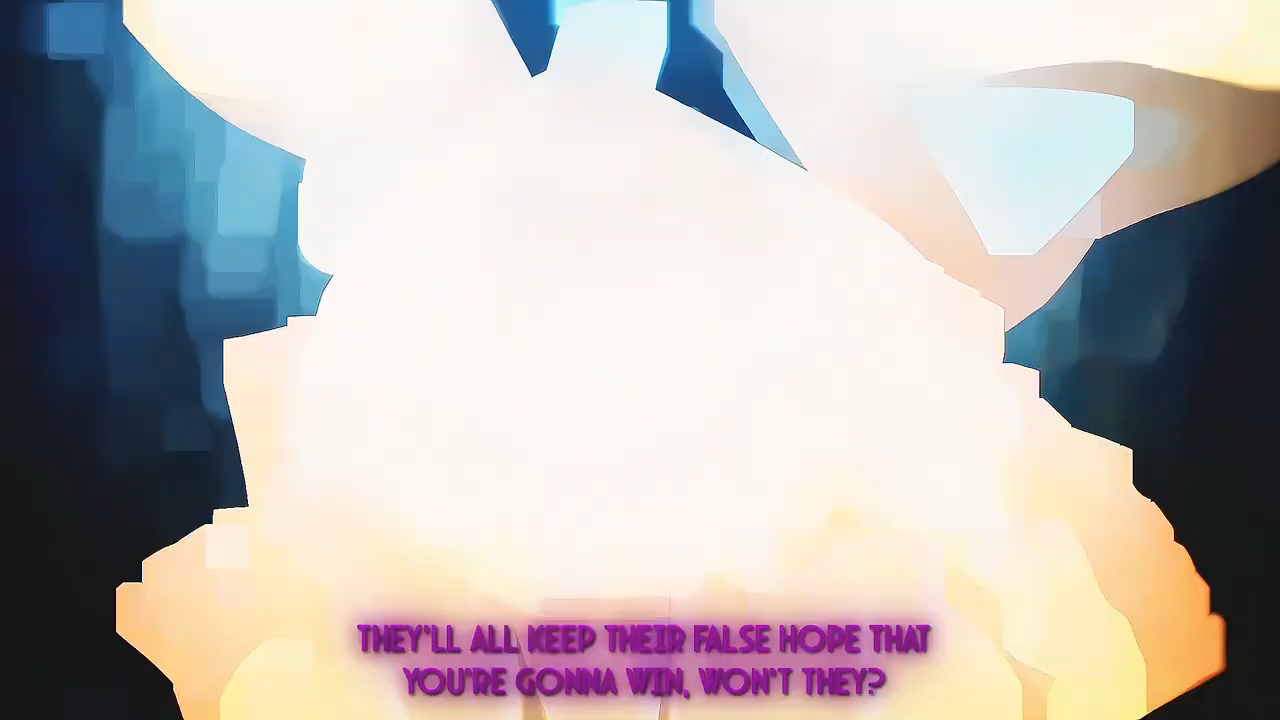 THEY'LL ALL KEEP THEIR FALSE HOPE THAT
YOU'RE GONNA WIN, WON'T THEY?